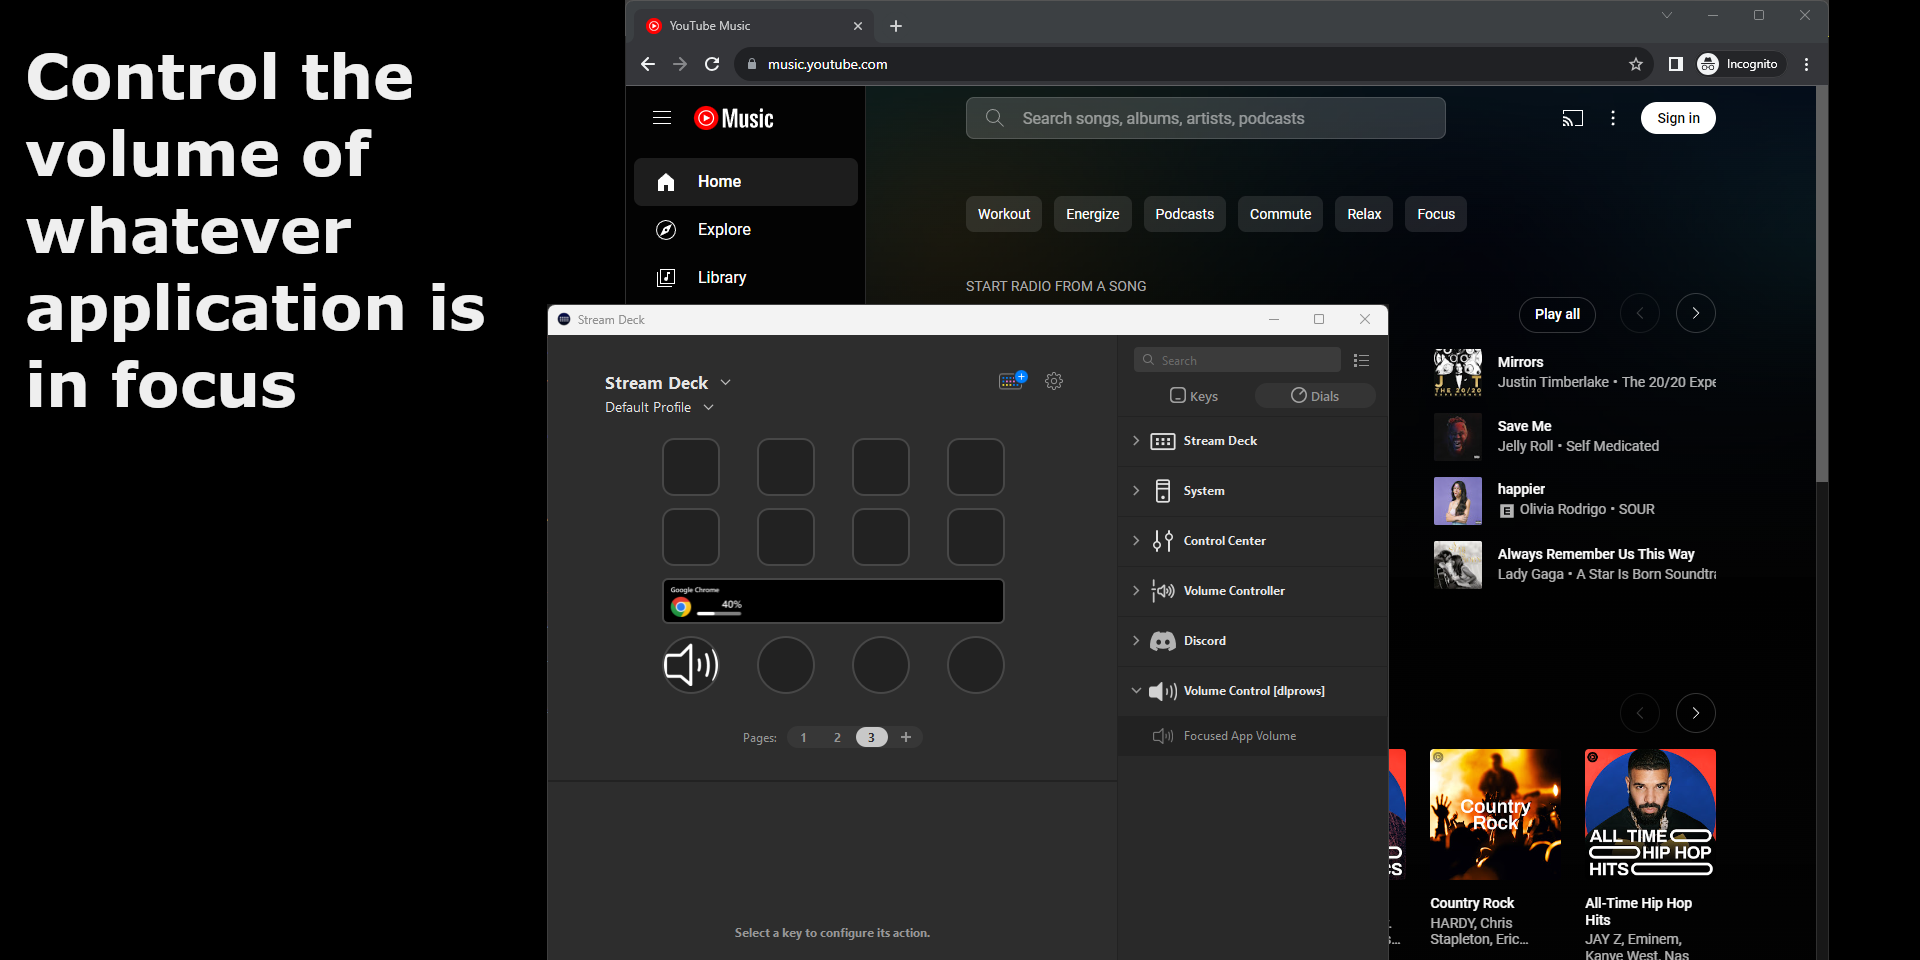 Control the
volume of
whatever
application is
in focus
YouTube Music
music.youtube.com
Incognito
Music
Search songs, albums, artists, podcasts
Sign in
Home
Explore
Library
Workout
Energize
Podcasts
Commute
Relax
Focus
START RADIO FROM A SONG
Play all
Mirrors
Justin Timberlake • The 20/20 Expe
Save Me
Jelly Roll • Self Medicated
happier
E Olivia Rodrigo • SOUR
Always Remember Us This Way
Lady Gaga • A Star Is Born Soundtra
Stream Deck
Stream Deck
Default Profile
Google Chrome
40%
Pages: 1 2 3 +
Select a key to configure its action.
Search
Keys
Dials
Stream Deck
System
Control Center
Volume Controller
Discord
Volume Control [dlprows]
Focused App Volume
Country
Rock
ALL TIME
HIP HOP
HITS
Country Rock
HARDY, Chris
Stapleton, Eric...
All-Time Hip Hop
Hits
JAY Z, Eminem,
Kanye West, Nas